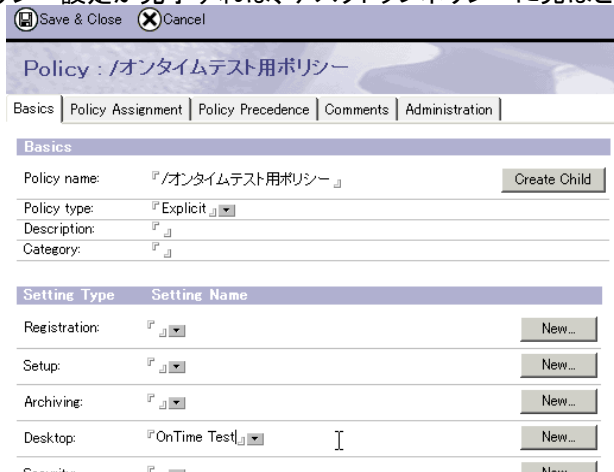 Save & Close Cancel
Policy : /オンタイムテスト用ポリシー
Basics Policy Assignment Policy Precedence Comments Administration
Basics
Policy name: 『/オンタイムテスト用ポリシー』 Create Child
Policy type: 『Explicit』
Description: 『』
Category: 『』
Setting Type Setting Name
Registration: 『』 New...
Setup: 『』 New...
Archiving: 『』 New...
Desktop: 『OnTime Test』 New...
Security: 『 New...